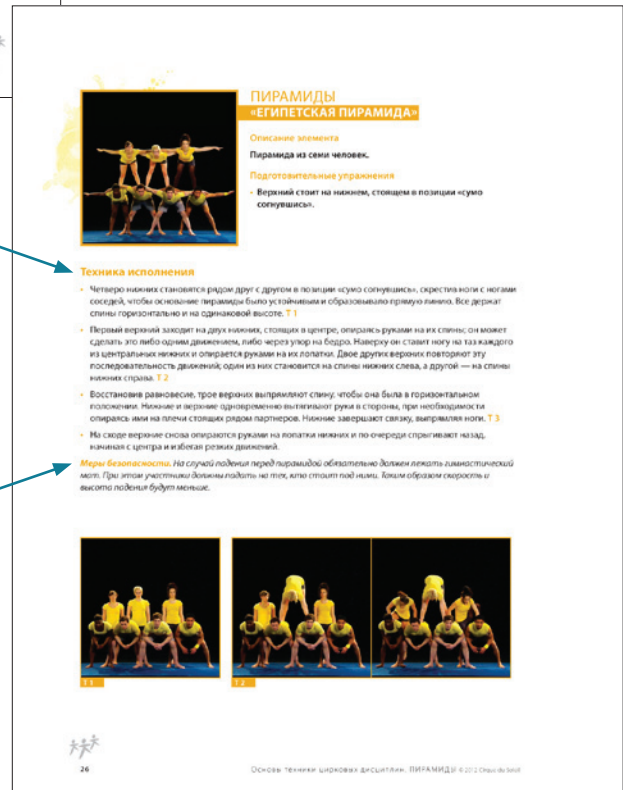 ПИРАМИДЫ
«ЕГИПЕТСКАЯ ПИРАМИДА»
Описание элемента
Пирамида из семи человек.
Подготовительные упражнения
• Верхний стоит на нижнем, стоящем в позиции «сумо
согнувшись».
Техника исполнения
• Четверо нижних становятся рядом друг с другом в позиции «сумо согнувшись», скрестив ноги с ногами
соседей, чтобы основание пирамиды было устойчивым и образовывало прямую линию. Все держат
спины горизонтально и на одинаковой высоте. Т 1
• Первый верхний заходит на двух нижних, стоящих в центре, опираясь руками на их спины; он может
сделать это либо одним движением, либо через упор на бедро. Наверху он ставит ногу на таз каждого
из центральных нижних и опирается руками на их лопатки. Двое других верхних повторяют эту
последовательность движений; один из них становится на спины нижних слева, а другой — на спины
нижних справа. Т 2
• Восстановив равновесие, трое верхних выпрямляют спину, чтобы она была в горизонтальном
положении. Нижние и верхние одновременно вытягивают руки в стороны, при необходимости
опираясь ими на плечи стоящих рядом партнеров. Нижние завершают связку, выпрямляя ноги. Т 3
• На сходе верхние снова опираются руками на лопатки нижних и по-очереди спрыгивают назад,
начиная с центра и избегая резких движений.
Меры безопасности. На случай падения перед пирамидой обязательно должен лежать гимнастический
мат. При этом участники должны падать на тех, кто стоит под ними. Таким образом скорость и
высота падения будут меньше.
Т 1
Т 2
26
Основы техники цирковых дисциплин. ПИРАМИДЫ © 2012 Cirque du Soleil